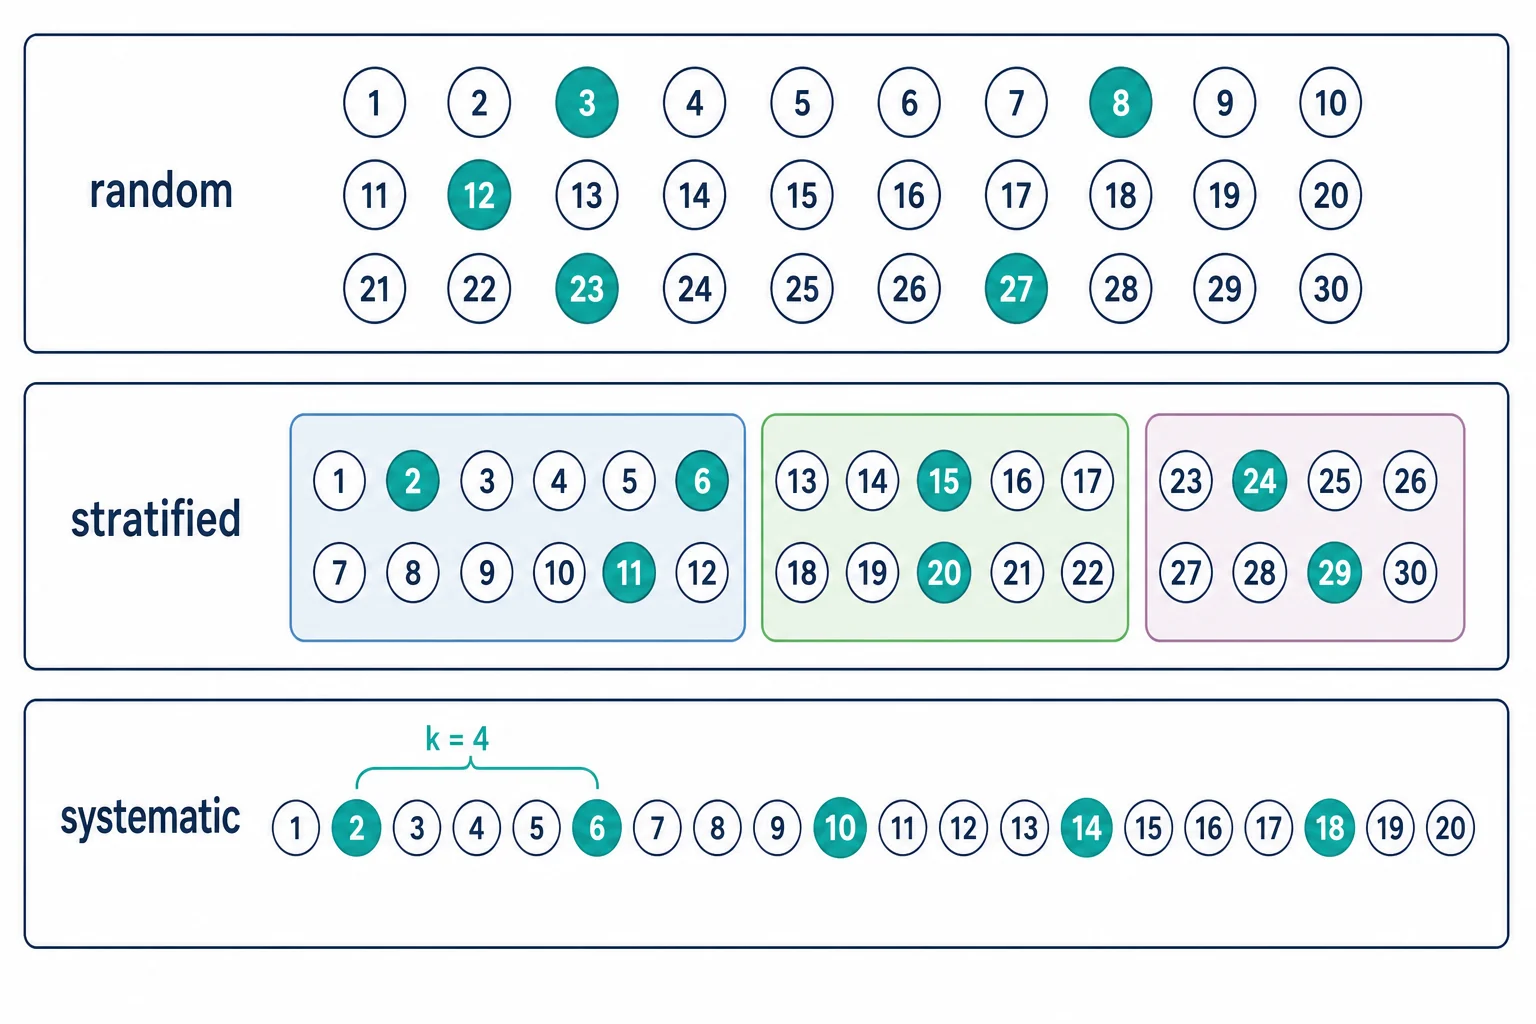 1 2 3 4 5 6 7 8 9 10
random
11 12 13 14 15 16 17 18 19 20
21 22 23 24 25 26 27 28 29 30
stratified
1 2 3 4 5 6
7 8 9 10 11 12
13 14 15 16 17
18 19 20 21 22
23 24 25 26
27 28 29 30
k = 4
systematic
1 2 3 4 5 6 7 8 9 10 11 12 13 14 15 16 17 18 19 20